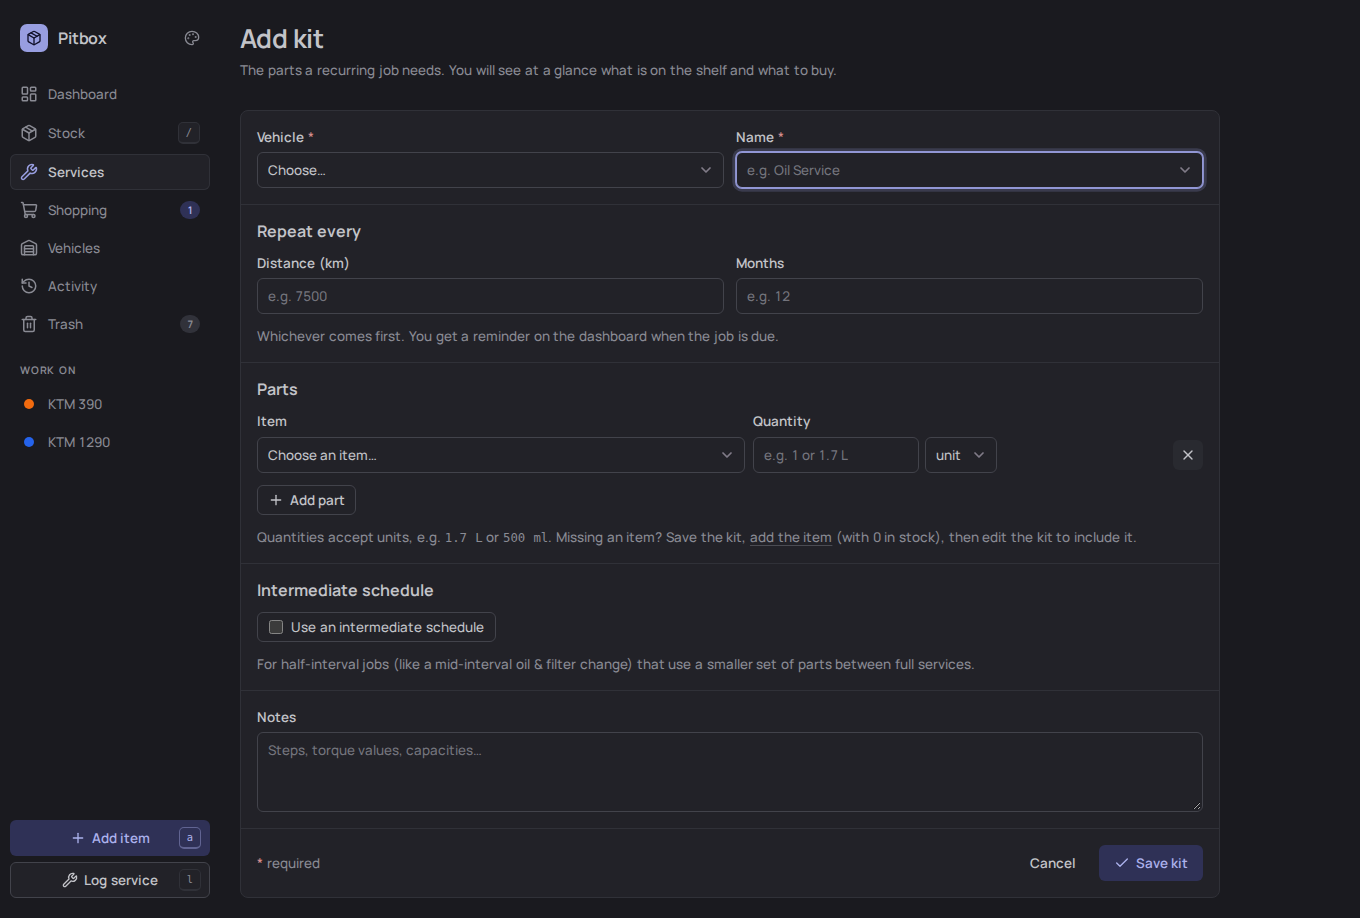 Pitbox
Dashboard
Stock /
Services
Shopping 1
Vehicles
Activity
Trash 7
WORK ON
KTM 390
KTM 1290
Add item a
Log service l
Add kit
The parts a recurring job needs. You will see at a glance what is on the shelf and what to buy.
Vehicle * Name *
Choose… e.g. Oil Service
Repeat every
Distance (km) Months
e.g. 7500 e.g. 12
Whichever comes first. You get a reminder on the dashboard when the job is due.
Parts
Item Quantity
Choose an item… e.g. 1 or 1.7 L unit
Add part
Quantities accept units, e.g. 1.7 L or 500 ml. Missing an item? Save the kit, add the item (with 0 in stock), then edit the kit to include it.
Intermediate schedule
Use an intermediate schedule
For half-interval jobs (like a mid-interval oil & filter change) that use a smaller set of parts between full services.
Notes
Steps, torque values, capacities…
* required Cancel Save kit